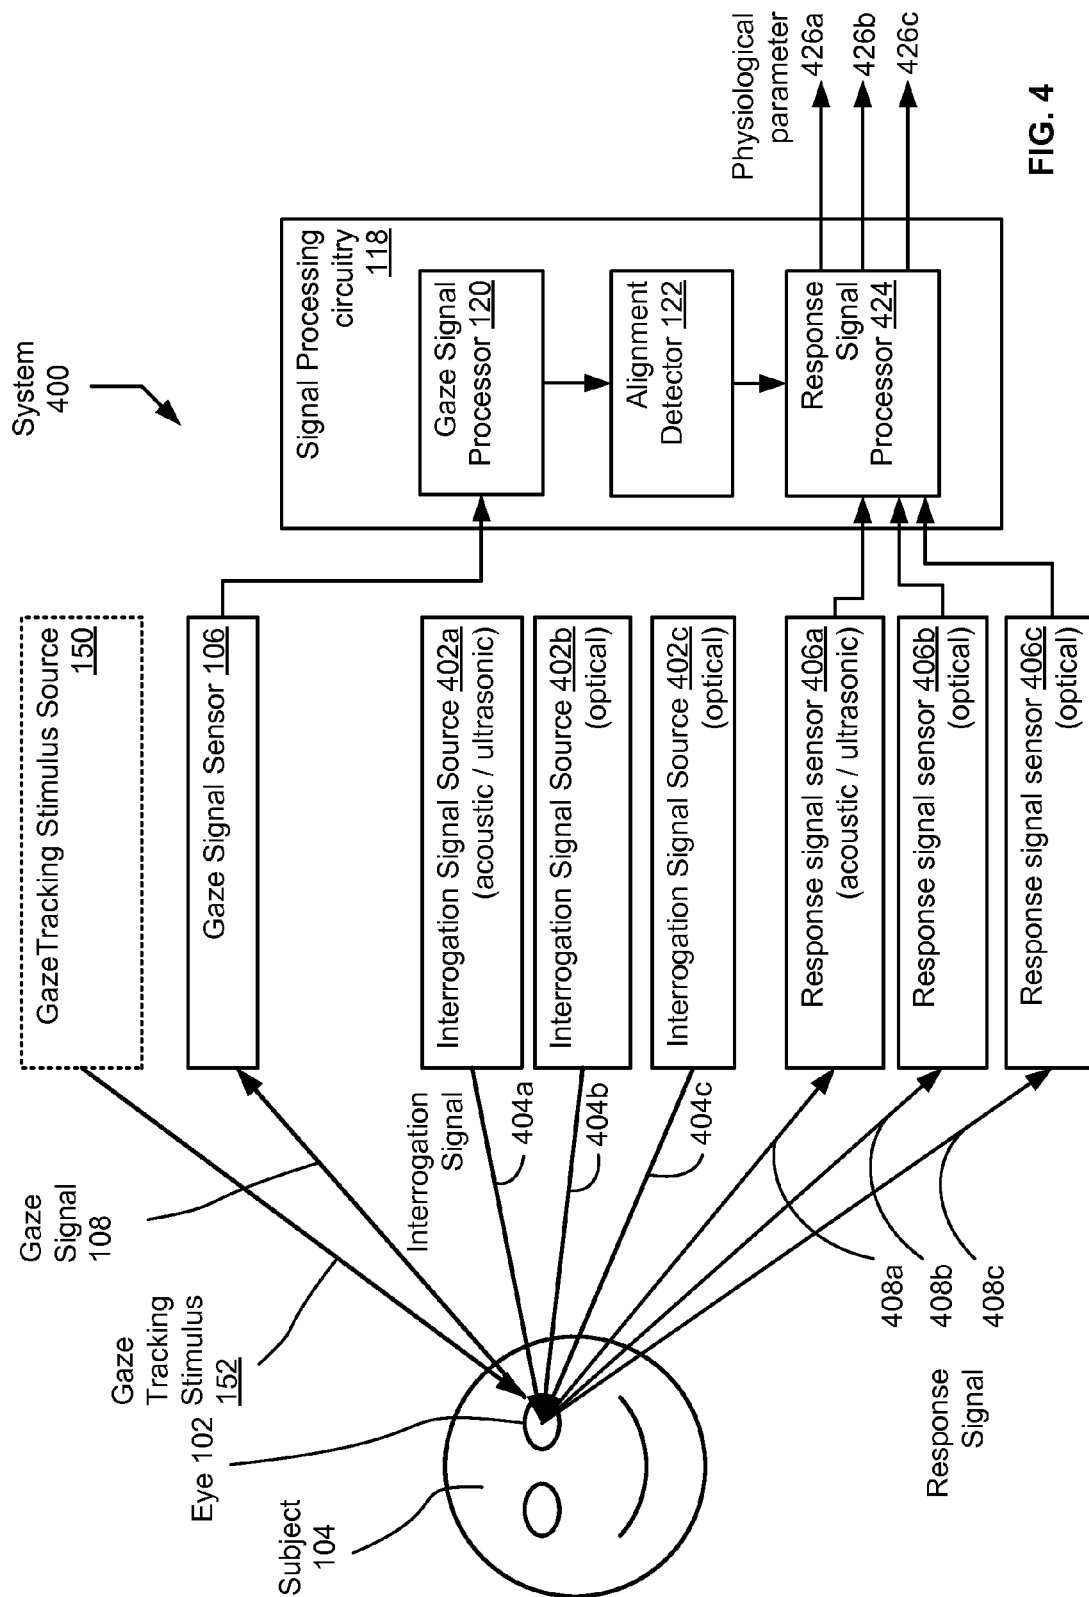 System
400
GazeTracking Stimulus Source
150
Gaze Signal Sensor 106
Gaze
Signal
108
Gaze
Tracking
Stimulus
152
Eye 102
Subject
104
Interrogation
Signal
404a
404b
404c
Interrogation Signal Source 402a
(acoustic / ultrasonic)
Interrogation Signal Source 402b
(optical)
Interrogation Signal Source 402c
(optical)
Response signal sensor 406a
(acoustic / ultrasonic)
Response signal sensor 406b
(optical)
Response signal sensor 406c
(optical)
408a
408b
408c
Response
Signal
Signal Processing
circuitry
118
Gaze Signal
Processor 120
Alignment
Detector 122
Response
Signal
Processor 424
Physiological
parameter
426a
426b
426c
FIG. 4